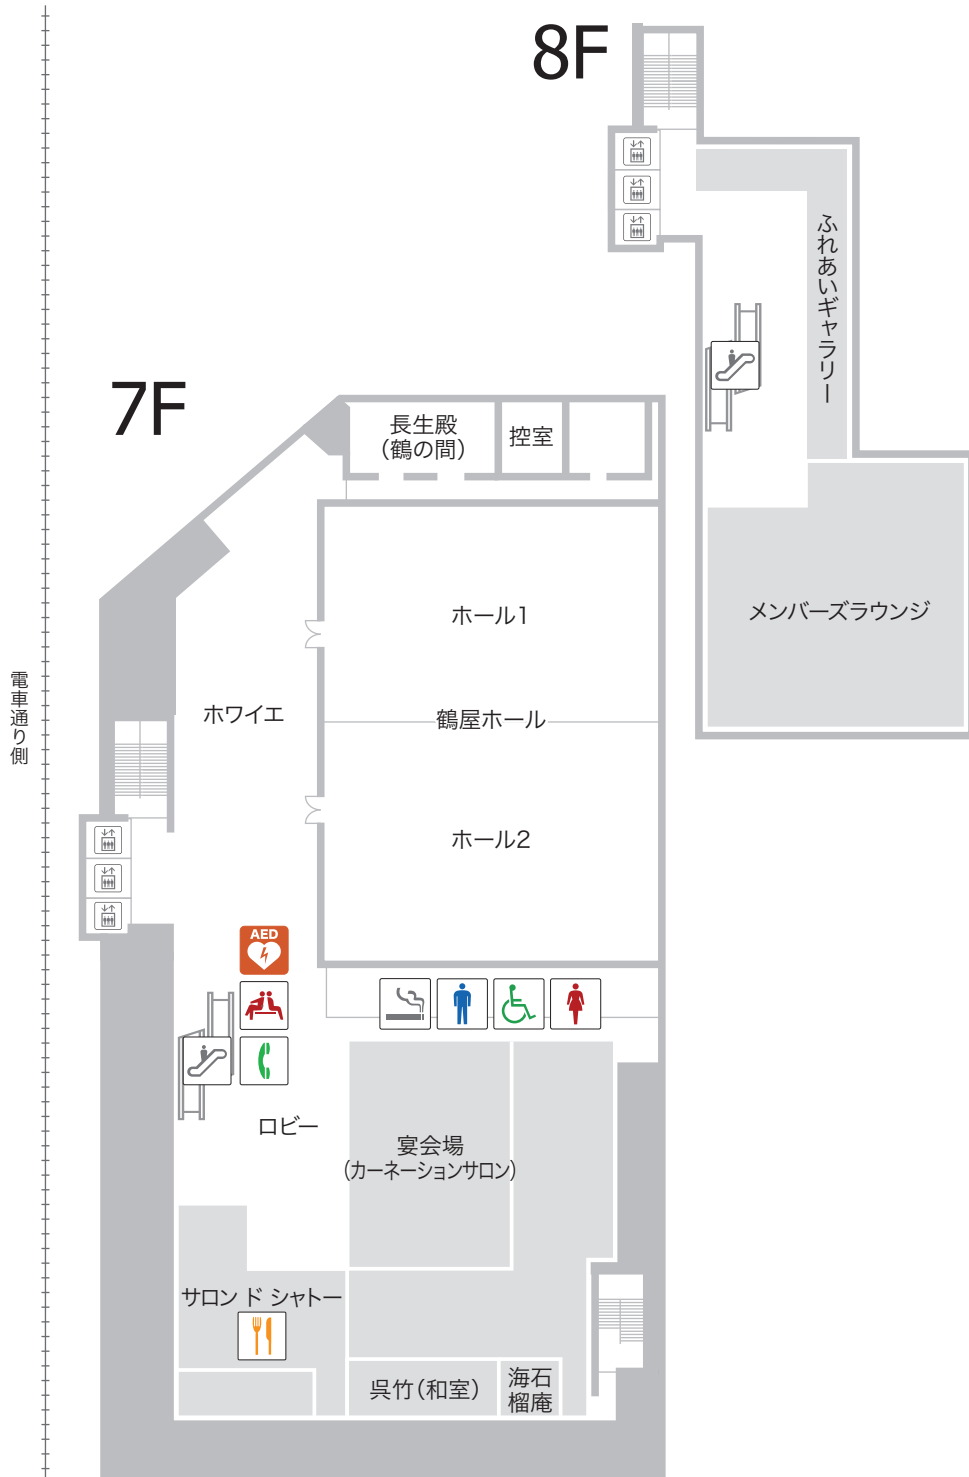 8F
ふれあいギャラリー
メンバーズラウンジ
7F
長生殿
(鶴の間)
控室
ホール1
ホワイエ
鶴屋ホール
ホール2
電車通り側
AED
ロビー
宴会場
(カーネーションサロン)
サロン ド シャトー
呉竹(和室)
海石
榴庵